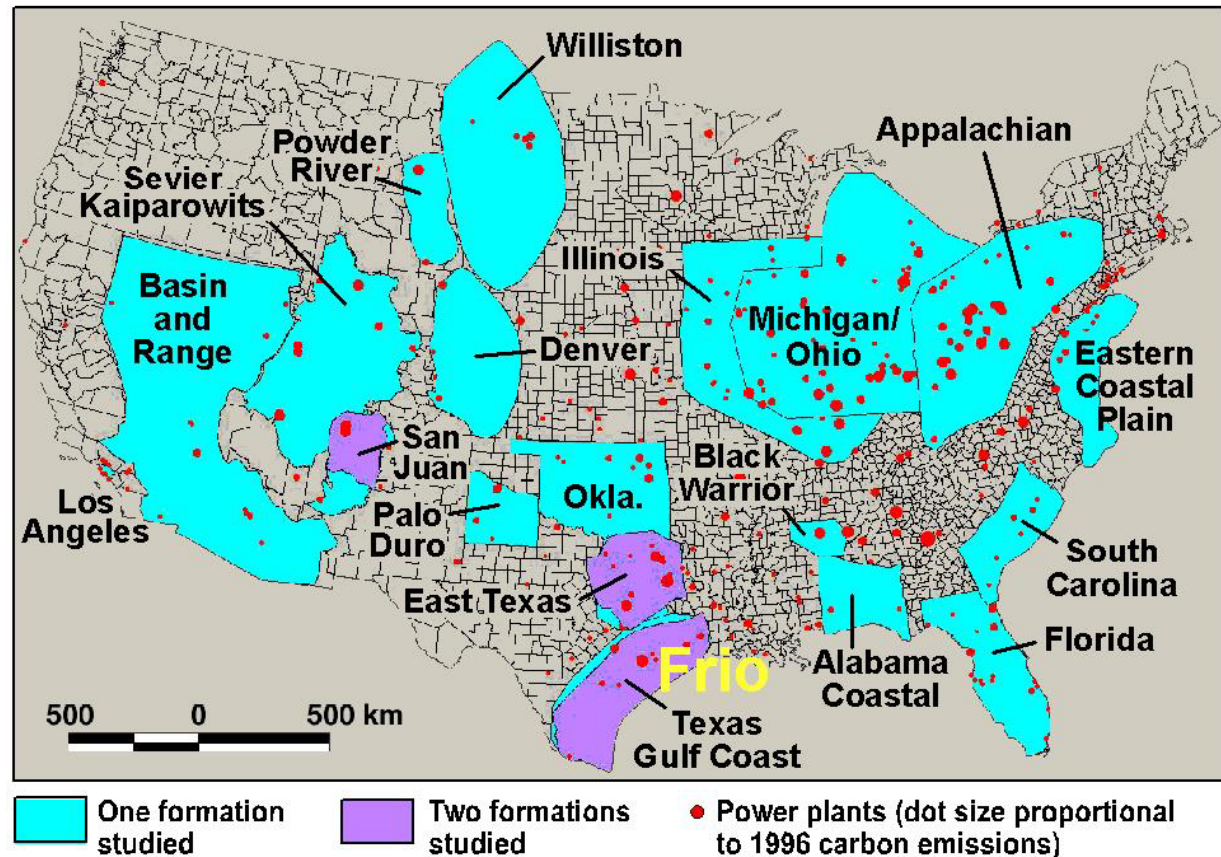 Williston
Powder
River
Sevier
Kaiparowits
Appalachian
Basin
and
Range
Illinois
Michigan/
Ohio
Denver
Eastern
Coastal
Plain
San
Juan
Los
Angeles
Palo
Duro
Okla.
Black
Warrior
South
Carolina
East Texas
Florida
Frio
Alabama
Coastal
Texas
Gulf Coast
500 0 500 km
One formation
studied
Two formations
studied
Power plants (dot size proportional
to 1996 carbon emissions)